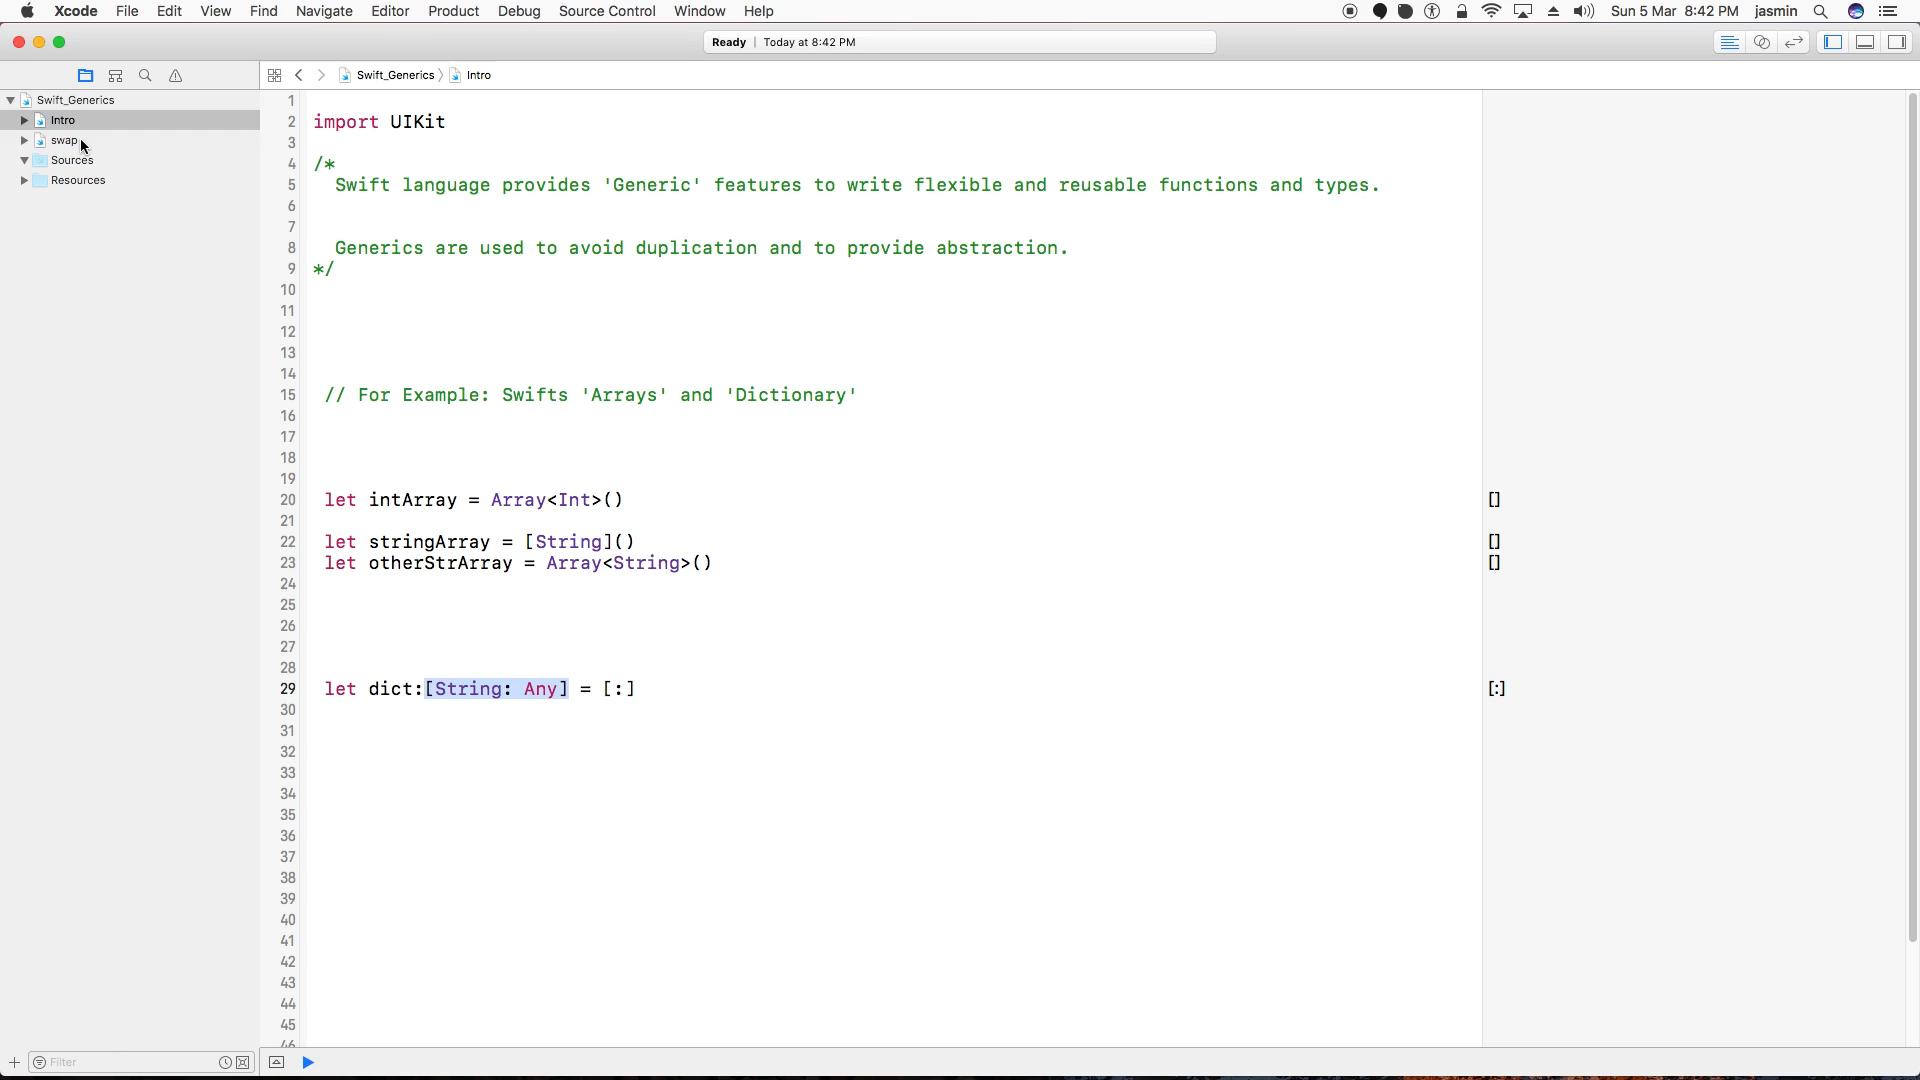 Xcode File Edit View Find Navigate Editor Product Debug Source Control Window Help Sun 5 Mar 8:42 PM jasmin
Ready | Today at 8:42 PM
Swift_Generics 〉 Intro
Swift_Generics
Intro
swap
Sources
Resources
1
2 import UIKit
3
4 /*
5 Swift language provides 'Generic' features to write flexible and reusable functions and types.
6
7
8 Generics are used to avoid duplication and to provide abstraction.
9 */
10
11
12
13
14
15 // For Example: Swifts 'Arrays' and 'Dictionary'
16
17
18
19
20 let intArray = Array<Int>() []
21
22 let stringArray = [String]() []
23 let otherStrArray = Array<String>() []
24
25
26
27
28
29 let dict:[String: Any] = [:] [:]
30
31
32
33
34
35
36
37
38
39
40
41
42
43
44
45
46
Filter